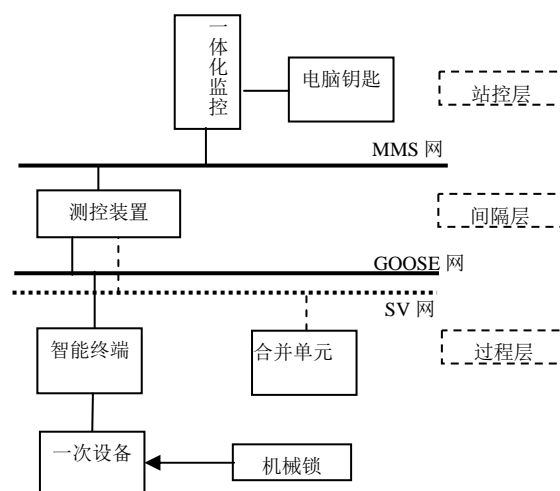 一体化监控
电脑钥匙
站控层
MMS 网
测控装置
间隔层
GOOSE 网
SV 网
智能终端
合并单元
过程层
一次设备
机械锁